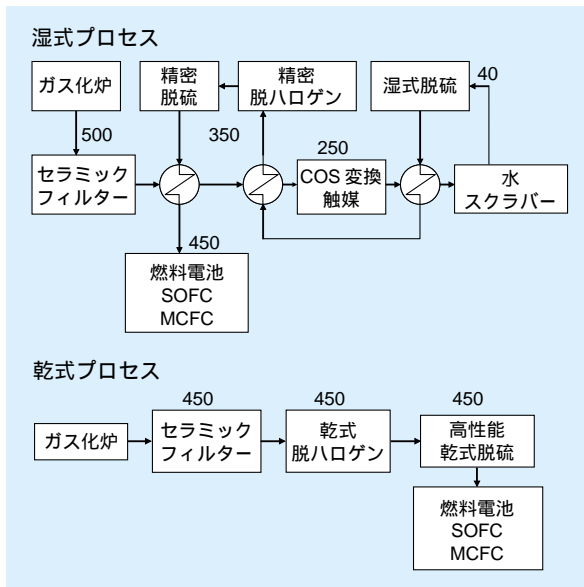 湿式プロセス
ガス化炉
精密
脱硫
精密
脱ハロゲン
湿式脱硫
40
500
350
250
セラミック
フィルター
COS 変換
触媒
水
スクラバー
450
燃料電池
SOFC
MCFC
乾式プロセス
450
450
450
ガス化炉
セラミック
フィルター
乾式
脱ハロゲン
高性能
乾式脱硫
燃料電池
SOFC
MCFC